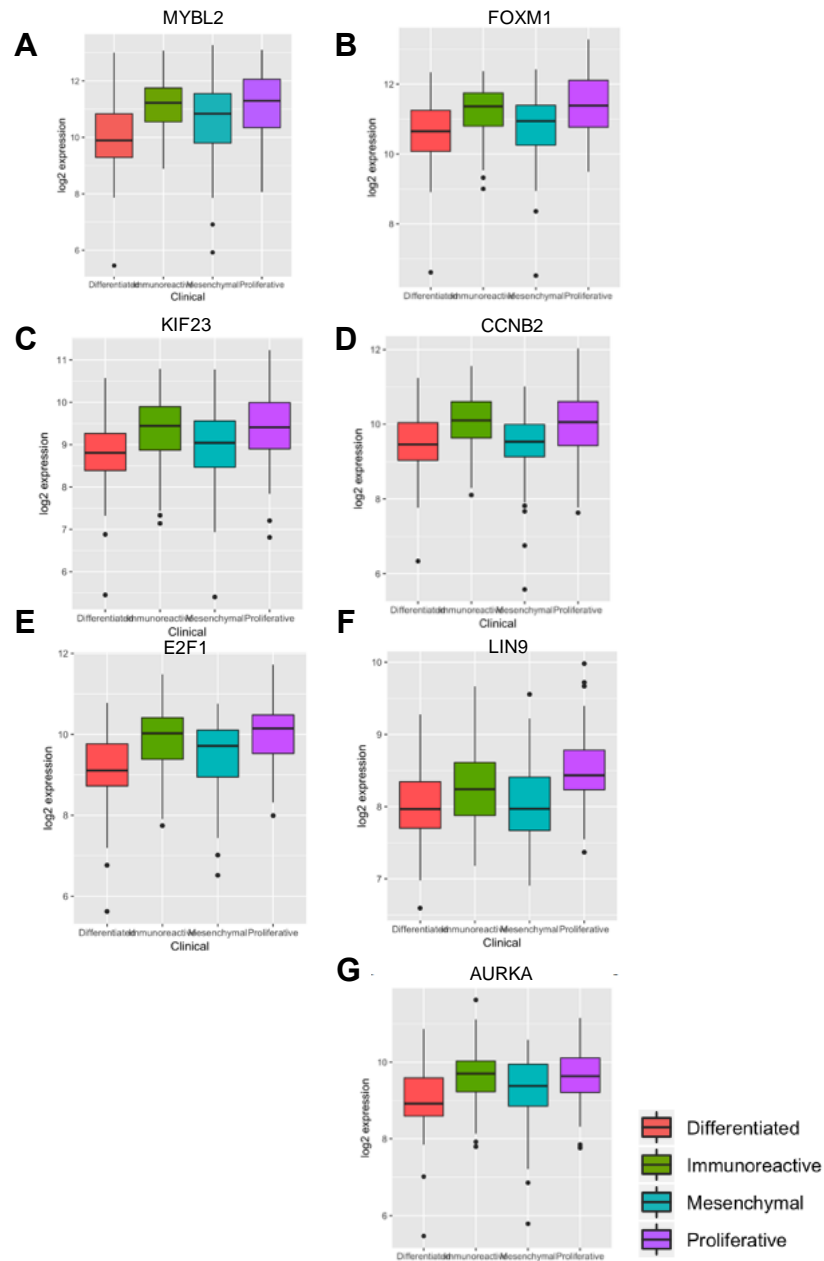 MYBL2
A
log2 expression
12
10
8
6
Differentiated Immunoreactive Mesenchymal Proliferative
Clinical
FOXM1
B
log2 expression
12
10
8
Differentiated Immunoreactive Mesenchymal Proliferative
KIF23
C
log2 expression
11
10
9
8
7
6
Differentiated Immunoreactive Mesenchymal Proliferative
Clinical
CCNB2
D
log2 expression
12
10
8
6
Differentiated Immunoreactive Mesenchymal Proliferative
Clinical
E
E2F1
log2 expression
12
10
8
6
Differentiated Immunoreactive Mesenchymal Proliferative
Clinical
F
LIN9
log2 expression
10
9
8
7
Differentiated Immunoreactive Mesenchymal Proliferative
Clinical
G
AURKA
log2 expression
10
8
6
Differentiated Immunoreactive Mesenchymal Proliferative
Differentiated
Immunoreactive
Mesenchymal
Proliferative